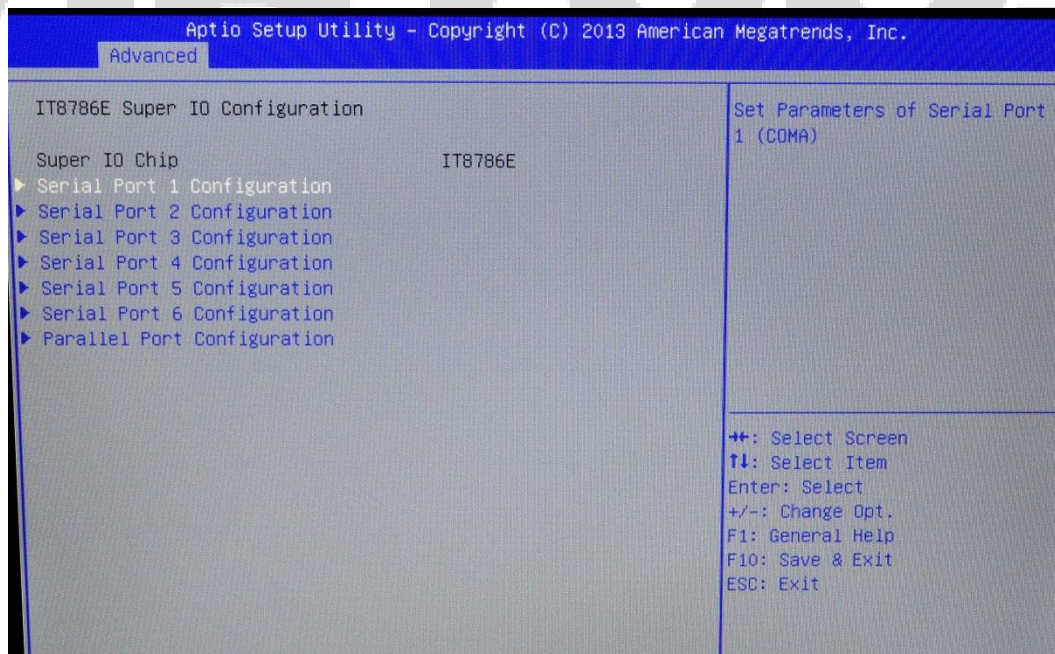 Aptio Setup Utility - Copyright (C) 2013 American Megatrends, Inc.
Advanced
IT8786E Super IO Configuration
Super IO Chip IT8786E
Serial Port 1 Configuration
Serial Port 2 Configuration
Serial Port 3 Configuration
Serial Port 4 Configuration
Serial Port 5 Configuration
Serial Port 6 Configuration
Parallel Port Configuration
Set Parameters of Serial Port
1 (COMA)
→←: Select Screen
↑↓: Select Item
Enter: Select
+/-: Change Opt.
F1: General Help
F10: Save & Exit
ESC: Exit